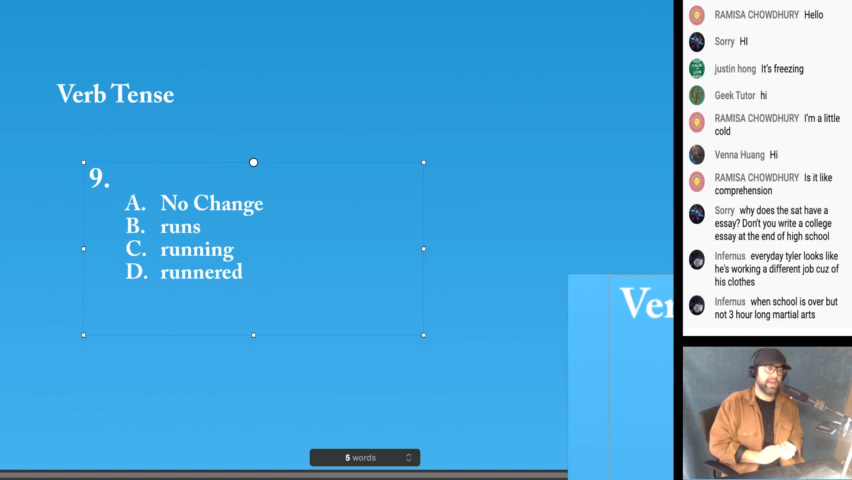 Verb Tense
9.
A. No Change
B. runs
C. running
D. runnered
Ver
5 words
RAMISA CHOWDHURY Hello
Sorry HI
justin hong It's freezing
Geek Tutor hi
RAMISA CHOWDHURY I'm a little
cold
Venna Huang Hi
RAMISA CHOWDHURY Is it like
comprehension
Sorry why does the sat have a
essay? Don't you write a college
essay at the end of high school
Infernus everyday tyler looks like
he's working a different job cuz of
his clothes
Infernus when school is over but
not 3 hour long martial arts